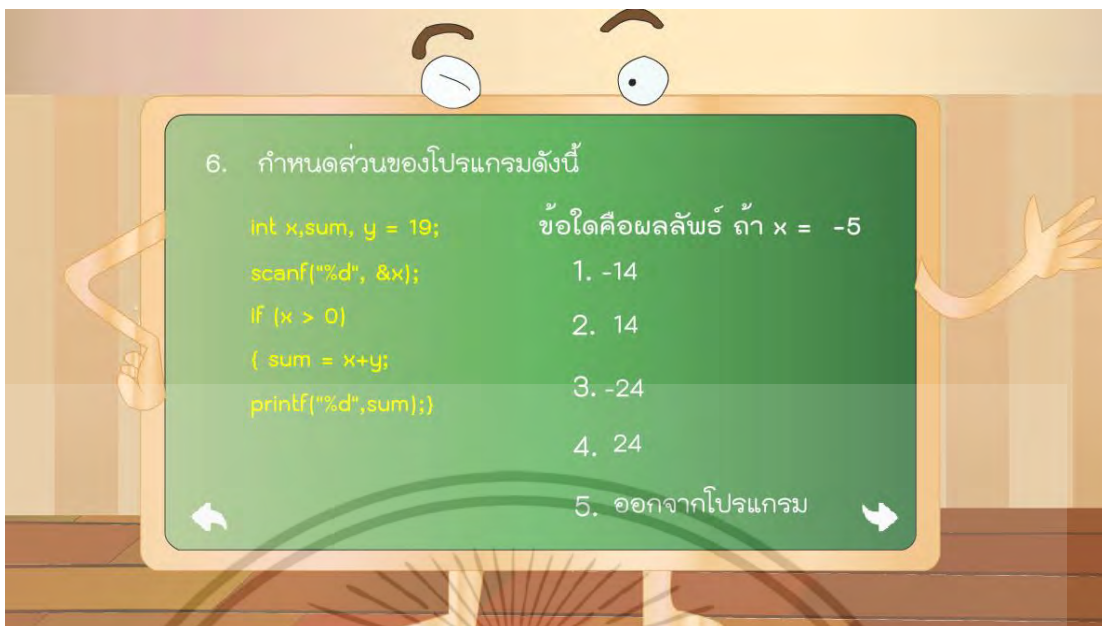 6. กำหนดส่วนของโปรแกรมดังนี้
int x,sum, y = 19;
scanf("%d", &x);
If (x > 0)
{ sum = x+y;
printf("%d",sum);}
ข้อใดคือผลลัพธ์ ถ้า x = -5
1. -14
2. 14
3. -24
4. 24
5. ออกจากโปรแกรม